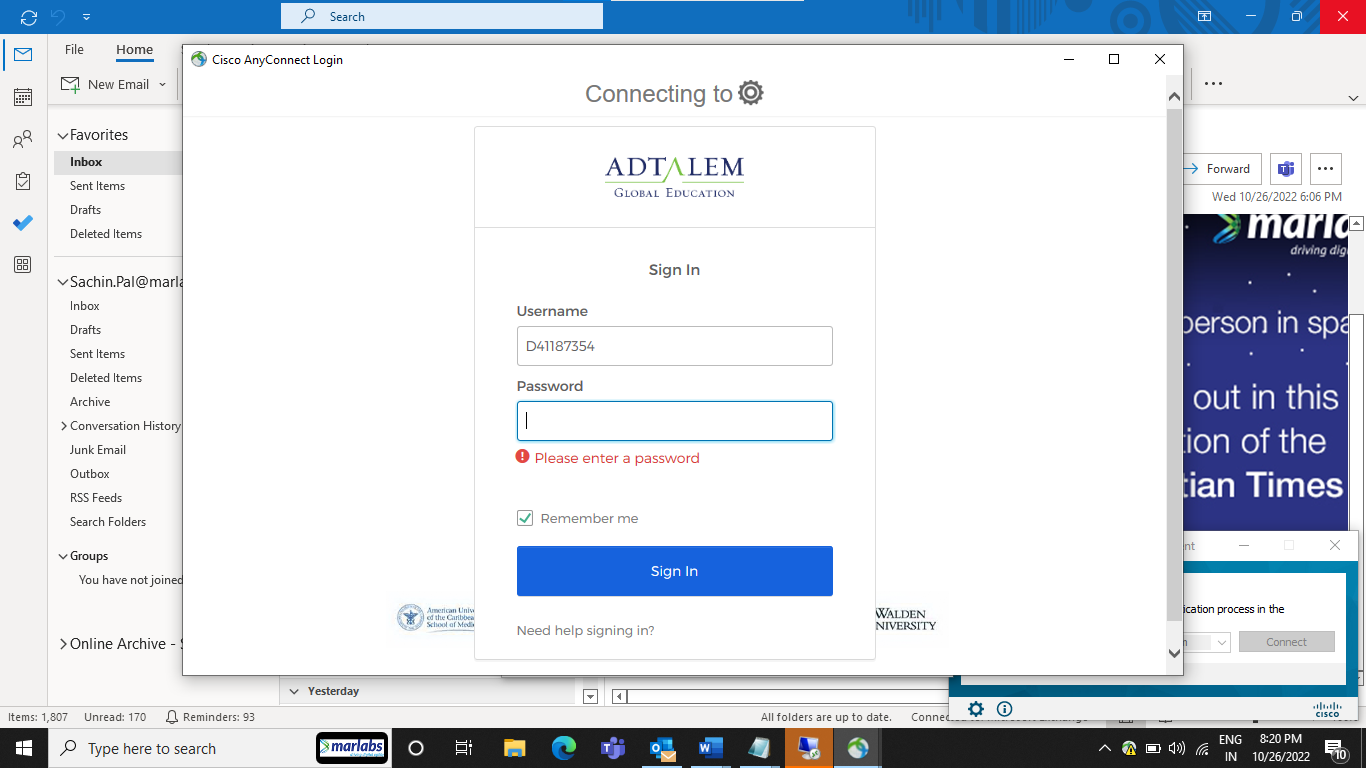 Search
File
Home
New Email
Favorites
Inbox
Sent Items
Drafts
Deleted Items
Sachin.Pal@marla
Inbox
Drafts
Sent Items
Deleted Items
Archive
Conversation History
Junk Email
Outbox
RSS Feeds
Search Folders
Groups
You have not joined
Online Archive - S
Cisco AnyConnect Login
Connecting to
ADTALEM
GLOBAL EDUCATION
Sign In
Username
D41187354
Password
Please enter a password
Remember me
Sign In
Need help signing in?
American Unive
of the Caribbea
School of Medic
WALDEN
UNIVERSITY
Forward
Wed 10/26/2022 6:06 PM
marla
driving digi
person in spa
out in this
tion of the
tian Times
ent
ication process in the
n
Connect
CISCO
Yesterday
Items: 1,807
Unread: 170
Reminders: 93
All folders are up to date.
Type here to search
marlabs
ENG
IN
8:20 PM
10/26/2022
10